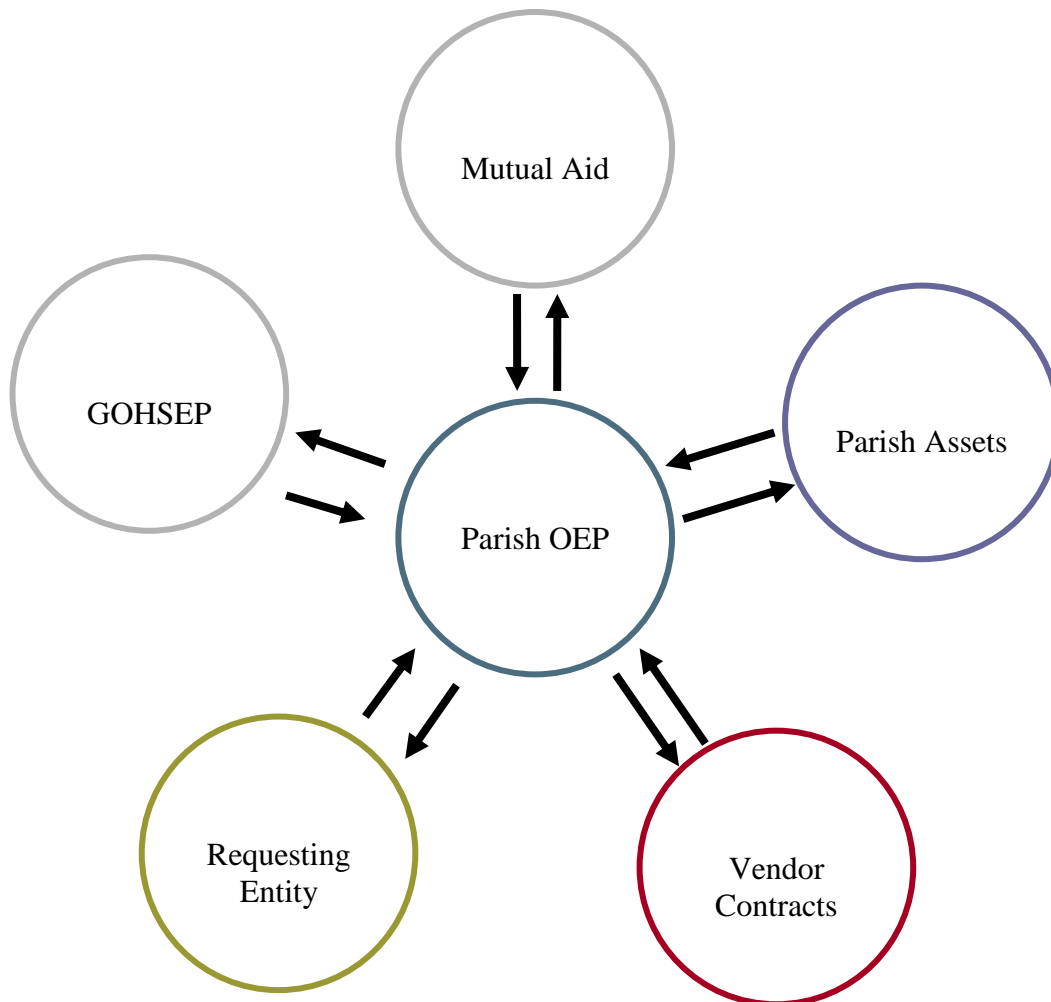 Mutual Aid
GOHSEP
Parish Assets
Parish OEP
Requesting
Entity
Vendor
Contracts